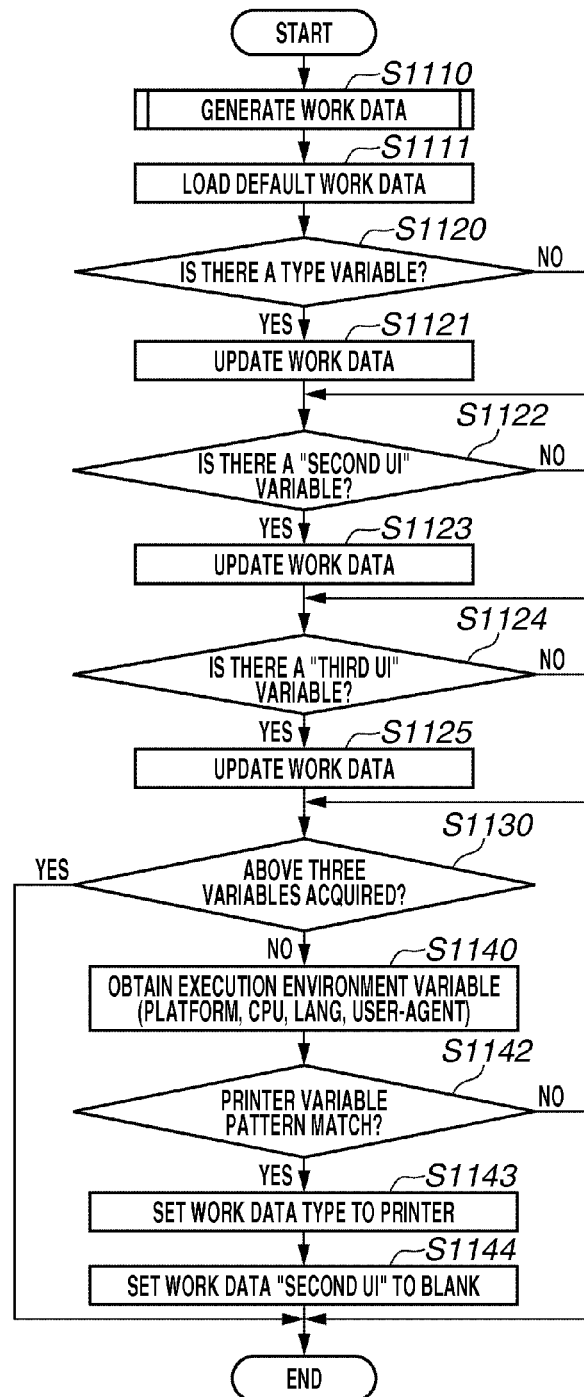 START
S1110
GENERATE WORK DATA
S1111
LOAD DEFAULT WORK DATA
S1120
IS THERE A TYPE VARIABLE?
NO
YES
S1121
UPDATE WORK DATA
S1122
IS THERE A "SECOND UI"
VARIABLE?
NO
YES
S1123
UPDATE WORK DATA
S1124
IS THERE A "THIRD UI"
VARIABLE?
NO
YES
S1125
UPDATE WORK DATA
S1130
YES
ABOVE THREE
VARIABLES ACQUIRED?
NO
S1140
OBTAIN EXECUTION ENVIRONMENT VARIABLE
(PLATFORM, CPU, LANG, USER-AGENT)
S1142
PRINTER VARIABLE
PATTERN MATCH?
NO
YES
S1143
SET WORK DATA TYPE TO PRINTER
S1144
SET WORK DATA "SECOND UI" TO BLANK
END